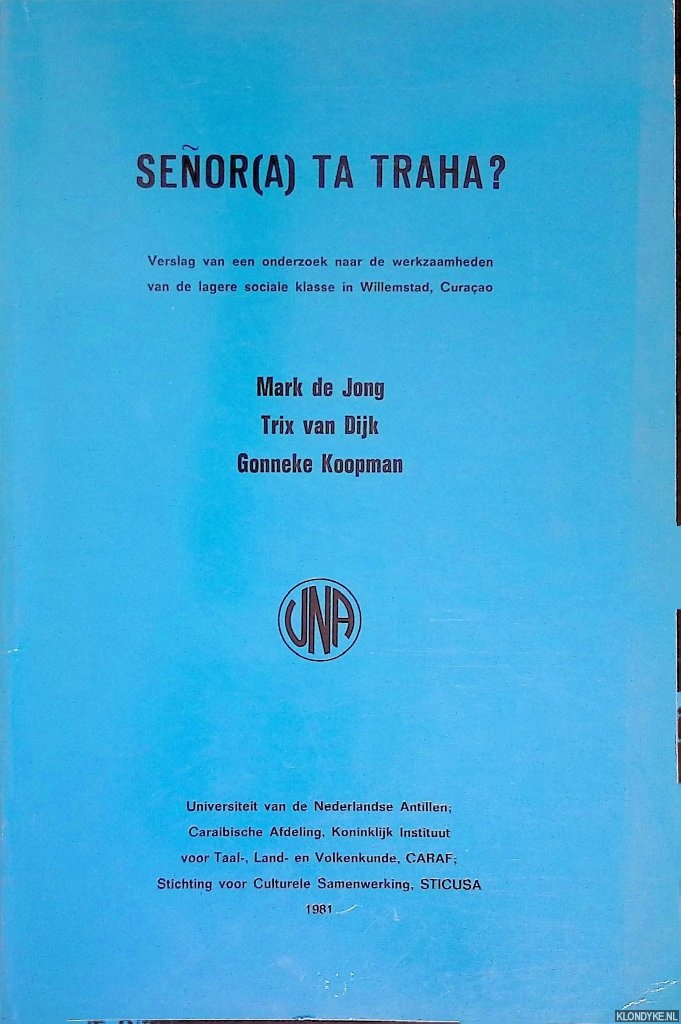 SEÑOR(A) TA TRAHA?
Verslag van een onderzoek naar de werkzaamheden
van de lagere sociale klasse in Willemstad, Curaçao
Mark de Jong
Trix van Dijk
Gonneke Koopman
UNA
Universiteit van de Nederlandse Antillen;
Caraïbische Afdeling, Koninklijk Instituut
voor Taal-, Land- en Volkenkunde, CARAF;
Stichting voor Culturele Samenwerking, STICUSA
1981
KLONDYKE.NL